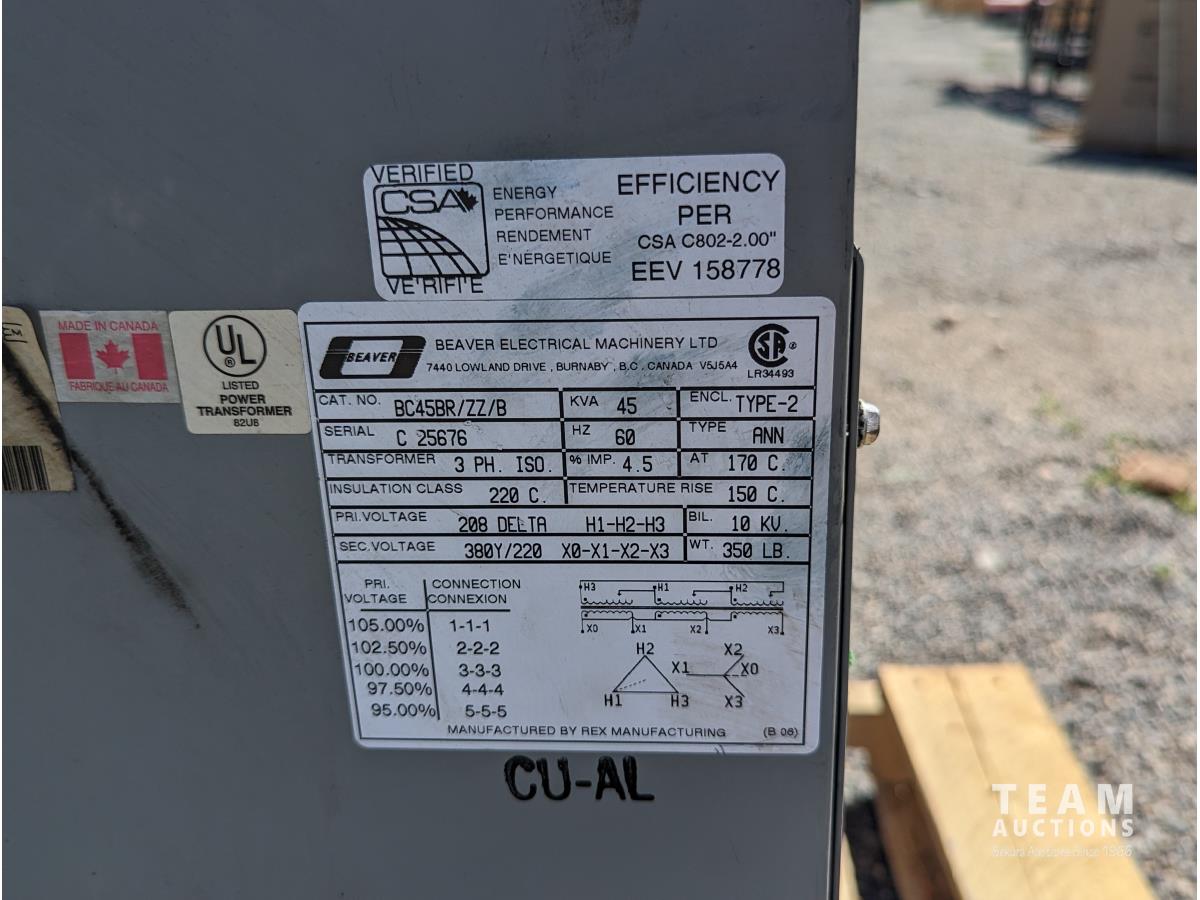 VERIFIED
CSA
VE'RIFI'E
ENERGY
PERFORMANCE
RENDEMENT
E'NERGETIQUE
EFFICIENCY
PER
CSA C802-2.00"
EEV 158778
MADE IN CANADA
FABRIQUE AU CANADA
UL
®
LISTED
POWER
TRANSFORMER
82U8
BEAVER
BEAVER ELECTRICAL MACHINERY LTD
7440 LOWLAND DRIVE , BURNABY , B.C. CANADA V5J5A4
®
LR34493
CAT. NO. BC45BR/ZZ/B KVA 45 ENCL. TYPE-2
SERIAL C 25676 HZ 60 TYPE ANN
TRANSFORMER 3 PH. ISO. % IMP. 4.5 AT 170 C.
INSULATION CLASS 220 C. TEMPERATURE RISE 150 C.
PRI.VOLTAGE 208 DELTA H1-H2-H3 BIL. 10 KV.
SEC.VOLTAGE 380Y/220 X0-X1-X2-X3 WT. 350 LB.
PRI. VOLTAGE CONNECTION CONNEXION
105.00% 1-1-1
102.50% 2-2-2
100.00% 3-3-3
97.50% 4-4-4
95.00% 5-5-5
H3 H1 H2
X0 X1 X2 X3
H2
H1 H3
X2
X1 X0
X3
MANUFACTURED BY REX MANUFACTURING (B 06)
CU-AL
TEAM
AUCTIONS